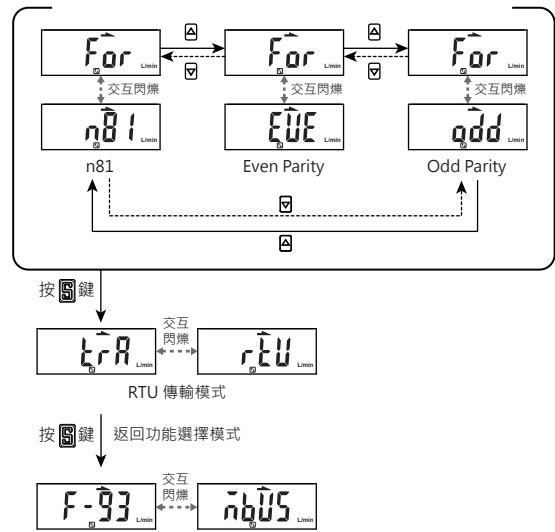 For L/min For L/min For L/min
交互閃爍 交互閃爍 交互閃爍
n81 L/min EVE L/min odd L/min
n81 Even Parity Odd Parity
按 S 鍵
交互
閃爍
trA L/min rtU L/min
RTU 傳輸模式
按 S 鍵 返回功能選擇模式
交互
閃爍
F-93 L/min mbUS L/min